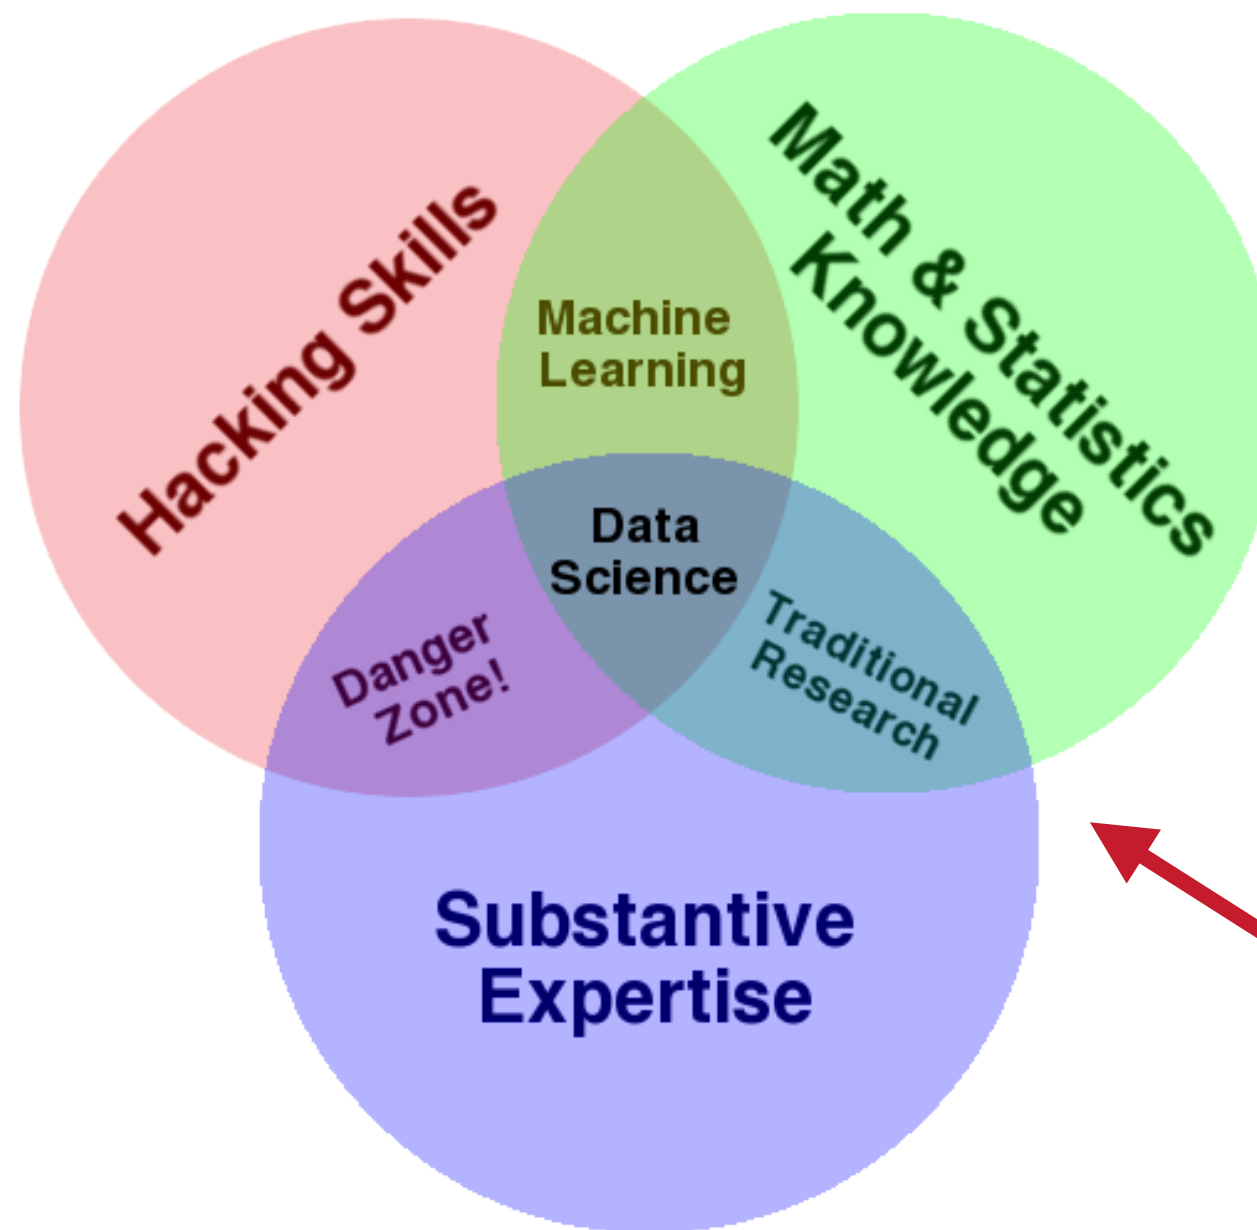 Hacking Skills
Math & Statistics
Knowledge
Machine
Learning
Data
Science
Danger
Zone!
Traditional
Research
Substantive
Expertise